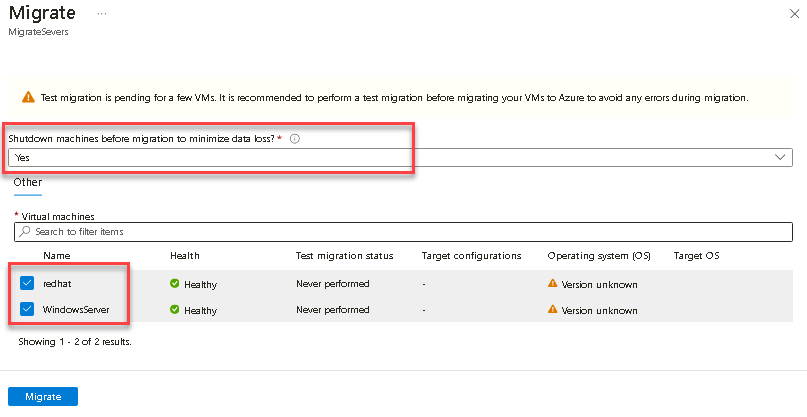 Migrate ...
MigrateSevers
Test migration is pending for a few VMs. It is recommended to perform a test migration before migrating your VMs to Azure to avoid any errors during migration.
Shutdown machines before migration to minimize data loss? *
Yes
Other
* Virtual machines
Search to filter items
Name Health Test migration status Target configurations Operating system (OS) Target OS
redhat Healthy Never performed - Version unknown
WindowsServer Healthy Never performed - Version unknown
Showing 1 - 2 of 2 results.
Migrate